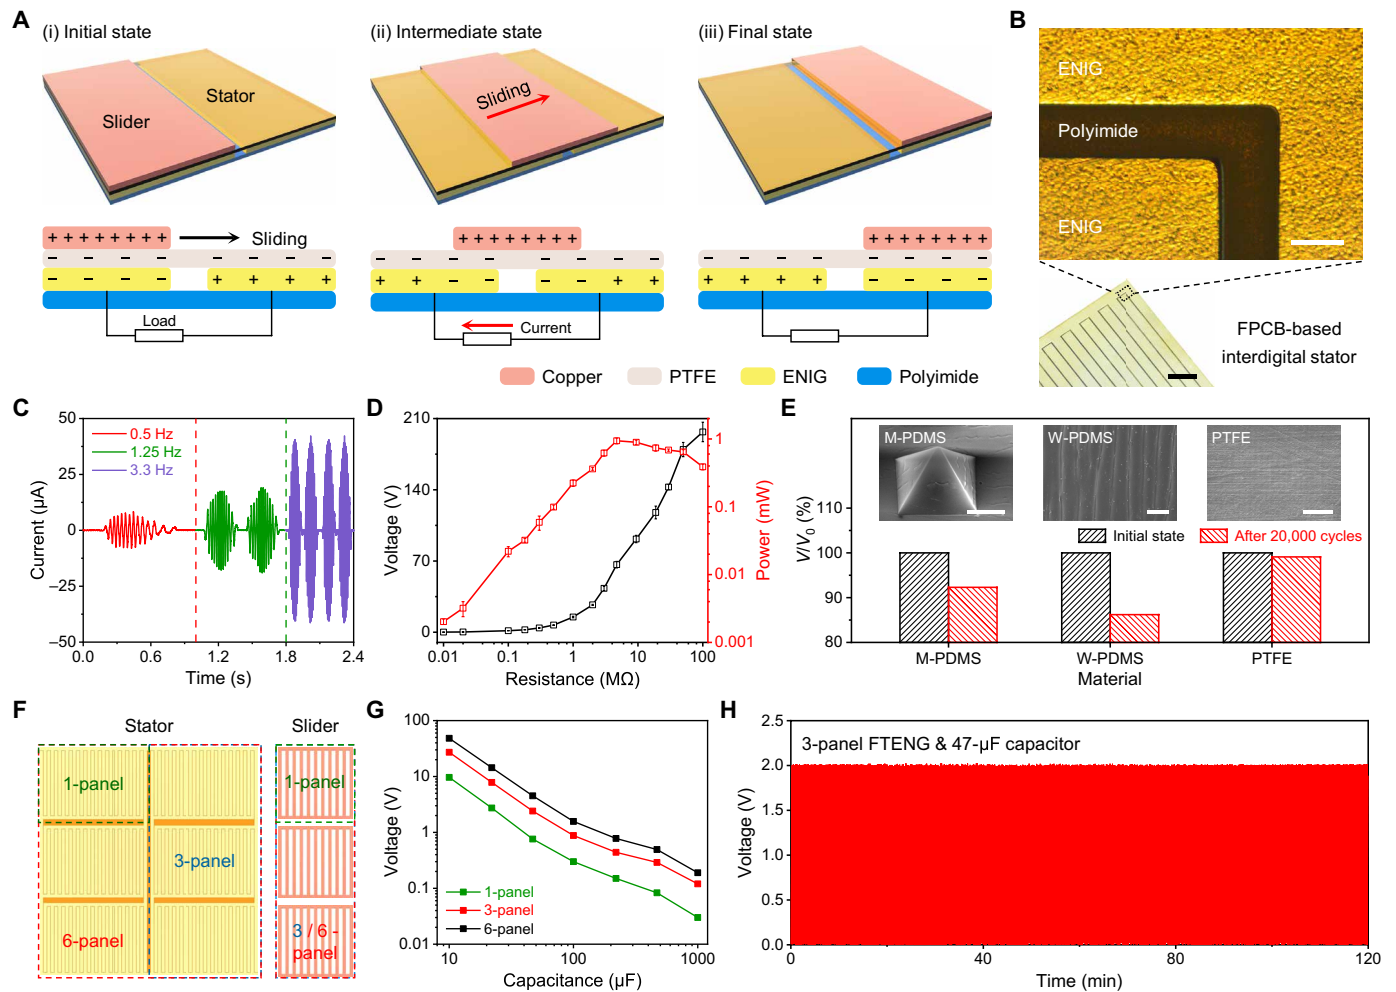 A
(i) Initial state
(ii) Intermediate state
(iii) Final state
Slider
Stator
Sliding
+ + + + + + + +
Sliding
− − − − − − −
− − − − + + + +
Load
+ + + + + + + +
− − − − − − −
+ + − − − − + +
Current
+ + + + + + + +
− − − − − − −
+ + + + − − − −
Copper
PTFE
ENIG
Polyimide
B
ENIG
Polyimide
ENIG
FPCB-based
interdigital stator
C
Current (μA)
50
25
0
−25
−50
0.5 Hz
1.25 Hz
3.3 Hz
0.0 0.6 1.2 1.8 2.4
Time (s)
D
Voltage (V)
210
140
70
0
Power (mW)
1
0.1
0.01
0.001
0.01 0.1 1 10 100
Resistance (MΩ)
E
V/V0 (%)
110
100
90
80
M-PDMS
W-PDMS
PTFE
Initial state
After 20,000 cycles
M-PDMS
W-PDMS
PTFE
Material
F
Stator
Slider
1-panel
3-panel
6-panel
1-panel
3 / 6 -
panel
G
Voltage (V)
100
10
1
0.1
0.01
1-panel
3-panel
6-panel
10 100 1000
Capacitance (μF)
H
Voltage (V)
2.5
2.0
1.5
1.0
0.5
0.0
3-panel FTENG & 47-μF capacitor
0 40 80 120
Time (min)